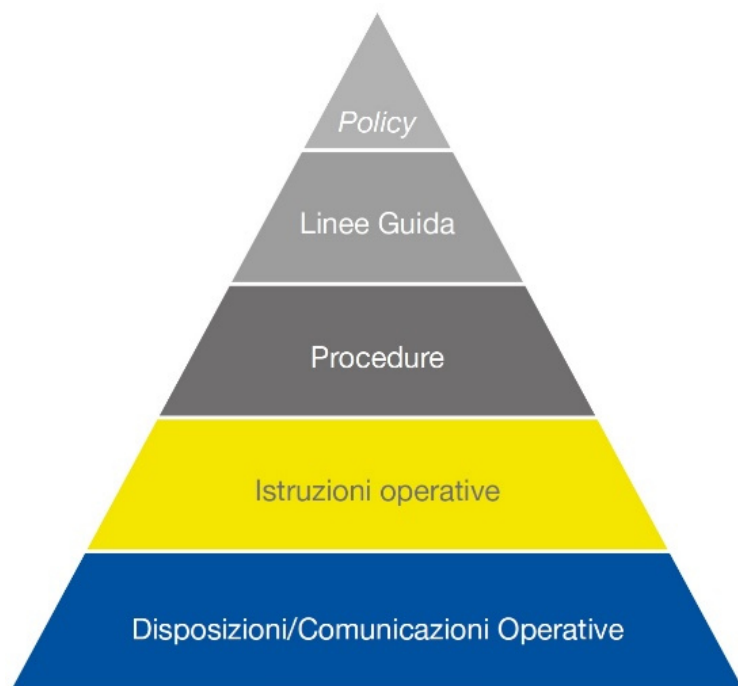 Policy
Linee Guida
Procedure
Istruzioni operative
Disposizioni/Comunicazioni Operative